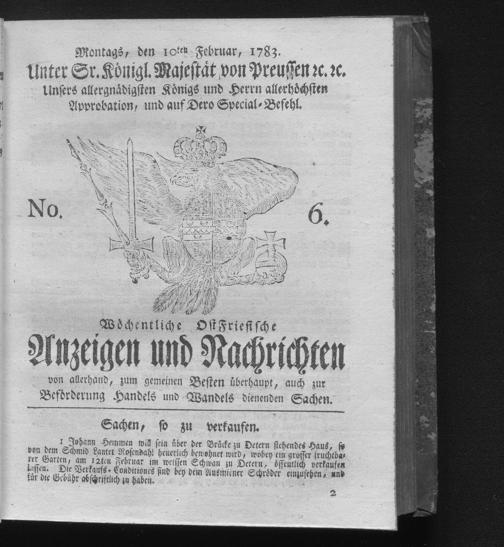 Montags, den 10ten Februar, 1783.
Unter Sr. Königl. Majestät von Preussen ꝛc. ꝛc.
Unsers allergnädigsten Königs und Herrn allerhöchsten
Approbation, und auf Dero Special-Befehl.
No. 6.
Wöchentliche OstFriesische
Anzeigen und Nachrichten
von allerhand, zum gemeinen Besten überhaupt, auch zur
Beförderung Handels und Wandels dienenden Sachen.
Sachen, so zu verkaufen.
1 Johann Hemmen will sein über der Brücke zu Detern stehendes Haus, so
von dem Schmid Lantet Rosendahl heuerlich bewohnet wird, wobey ein grosser fruchtba-
rer Garten, am 12ten Februar im weissen Schwan zu Detern, öffentlich verkaufen
lassen. Die Verkaufs-Conditiones sind bey dem Ausmiener Schröder einzusehen, und
für die Gebühr abschriftlich zu haben.
2